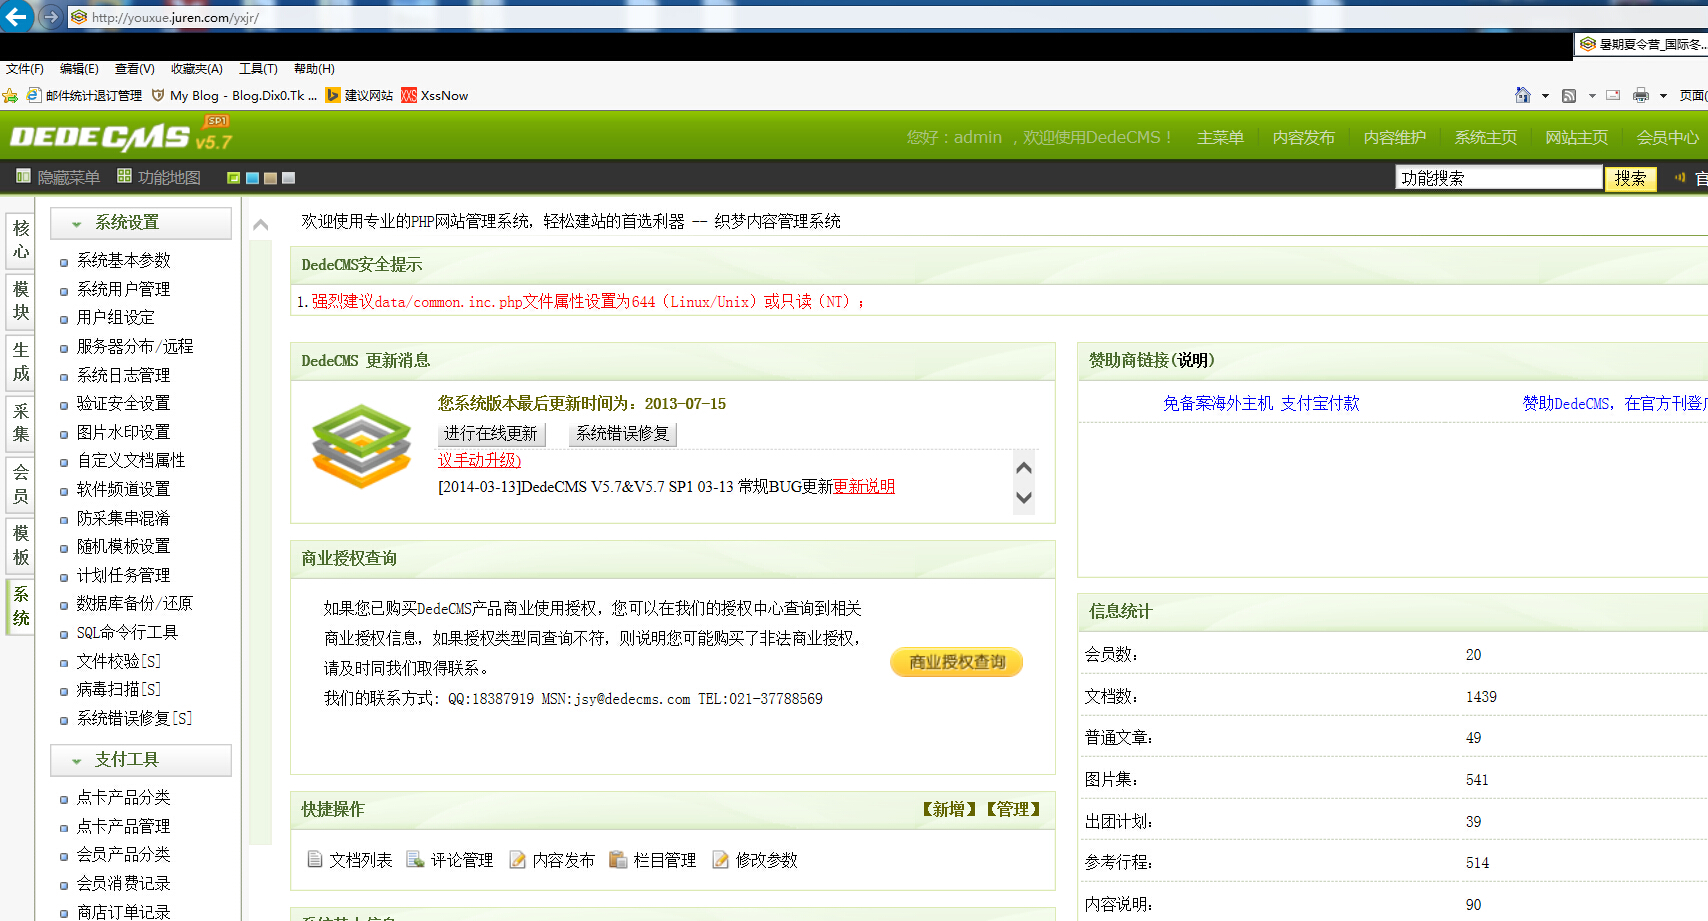 http://youxue.juren.com/yxjr/
暑期夏令营_国际冬...
文件(F) 编辑(E) 查看(V) 收藏夹(A) 工具(T) 帮助(H)
邮件统计退订管理 My Blog - Blog.Dix0.Tk ... 建议网站 XssNow
页面(
DEDECMS SP1 v5.7
您好：admin ，欢迎使用DedeCMS！ 主菜单 内容发布 内容维护 系统主页 网站主页 会员中心
隐藏菜单 功能地图
功能搜索 搜索
核心
模块
生成
采集
会员
模板
系统
系统设置
系统基本参数
系统用户管理
用户组设定
服务器分布/远程
系统日志管理
验证安全设置
图片水印设置
自定义文档属性
软件频道设置
防采集串混淆
随机模板设置
计划任务管理
数据库备份/还原
SQL命令行工具
文件校验[S]
病毒扫描[S]
系统错误修复[S]
支付工具
点卡产品分类
点卡产品管理
会员产品分类
会员消费记录
商店订单记录
欢迎使用专业的PHP网站管理系统，轻松建站的首选利器 -- 织梦内容管理系统
DedeCMS安全提示
1.强烈建议data/common.inc.php文件属性设置为644（Linux/Unix）或只读（NT）；
DedeCMS 更新消息
您系统版本最后更新时间为：2013-07-15
进行在线更新 系统错误修复
议手动升级)
[2014-03-13]DedeCMS V5.7&V5.7 SP1 03-13 常规BUG更新更新说明
商业授权查询
如果您已购买DedeCMS产品商业使用授权，您可以在我们的授权中心查询到相关
商业授权信息，如果授权类型同查询不符，则说明您可能购买了非法商业授权，
请及时同我们取得联系。
我们的联系方式: QQ:18387919 MSN:jsy@dedecms.com TEL:021-37788569
商业授权查询
快捷操作 【新增】【管理】
文档列表 评论管理 内容发布 栏目管理 修改参数
赞助商链接(说明)
免备案海外主机 支付宝付款 赞助DedeCMS，在官方刊登
信息统计
会员数： 20
文档数： 1439
普通文章： 49
图片集： 541
出团计划： 39
参考行程： 514
内容说明： 90